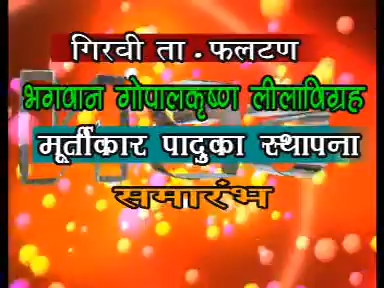 गिरवी ता . फलटण
भगवान गोपालकृष्ण लीलाविग्रह
मूर्तीकार पादुका स्थापना
समारंभ